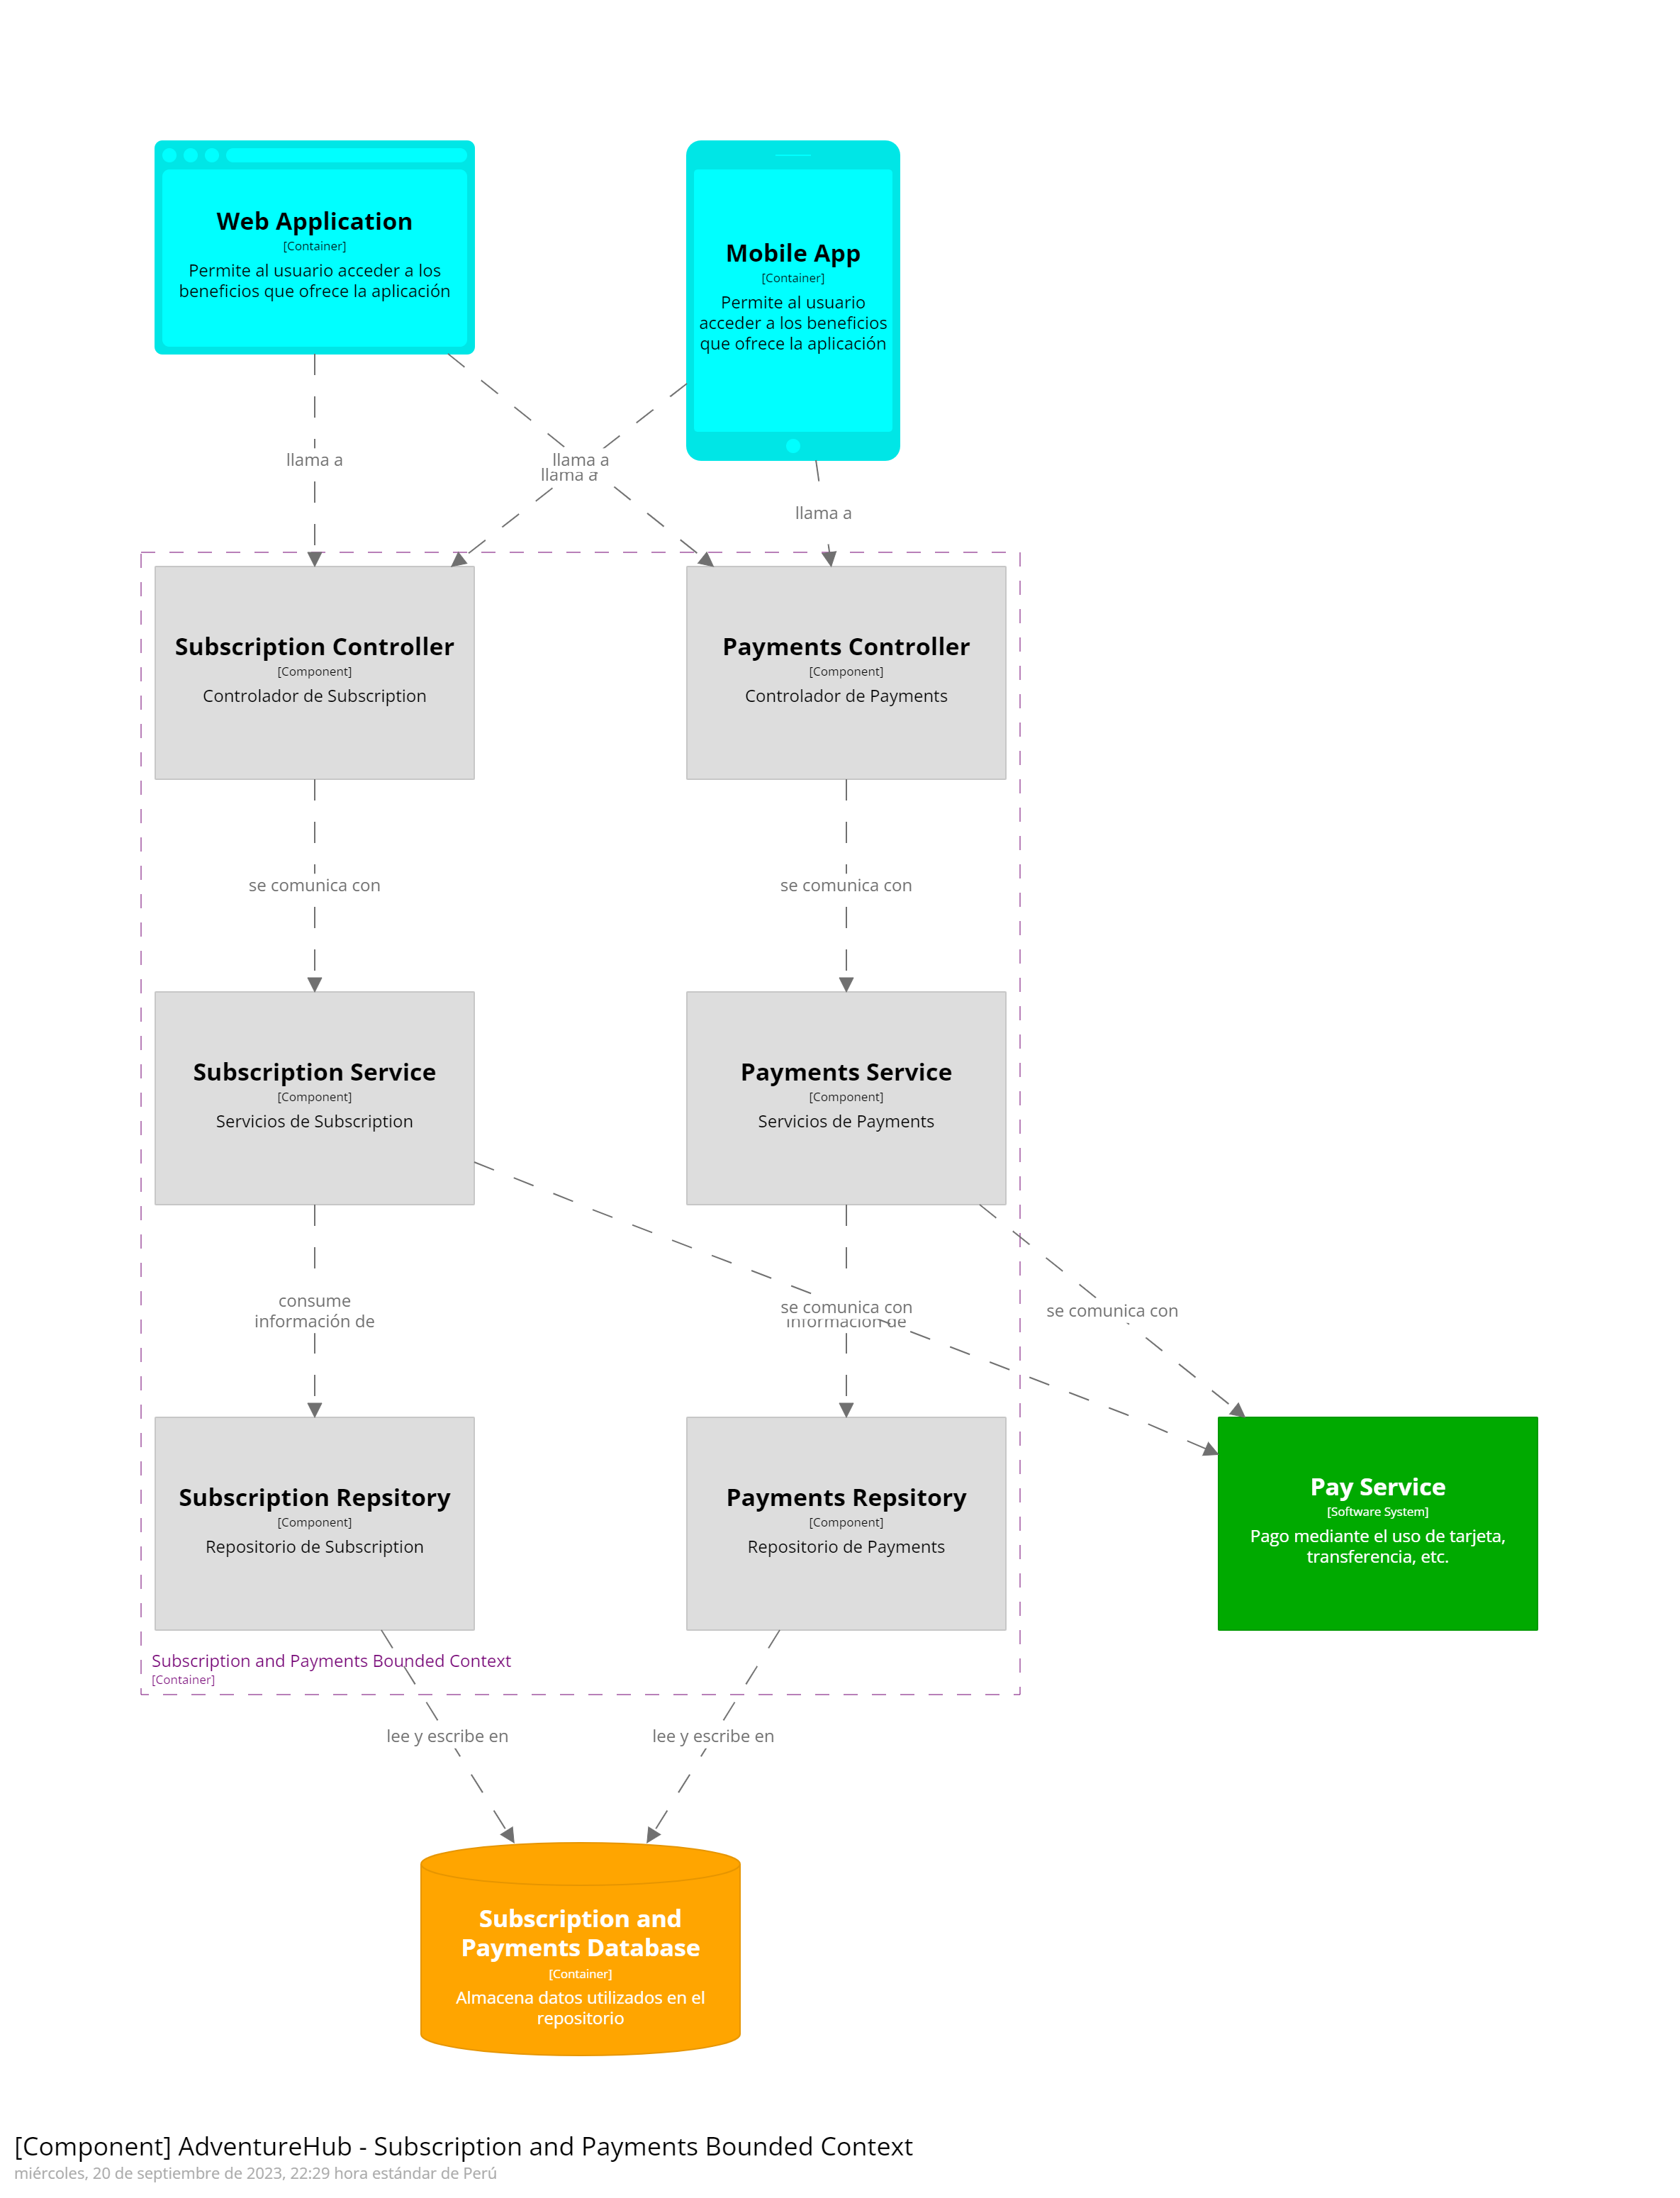 Web Application
[Container]
Permite al usuario acceder a los
beneficios que ofrece la aplicación
Mobile App
[Container]
Permite al usuario
acceder a los beneficios
que ofrece la aplicación
llama a
llama a
llama a
llama a
Subscription Controller
[Component]
Controlador de Subscription
Payments Controller
[Component]
Controlador de Payments
se comunica con
se comunica con
Subscription Service
[Component]
Servicios de Subscription
Payments Service
[Component]
Servicios de Payments
consume
información de
se comunica con
información de
se comunica con
Subscription Repsitory
[Component]
Repositorio de Subscription
Payments Repsitory
[Component]
Repositorio de Payments
Pay Service
[Software System]
Pago mediante el uso de tarjeta,
transferencia, etc.
Subscription and Payments Bounded Context
[Container]
lee y escribe en
lee y escribe en
Subscription and
Payments Database
[Container]
Almacena datos utilizados en el
repositorio
[Component] AdventureHub - Subscription and Payments Bounded Context
miércoles, 20 de septiembre de 2023, 22:29 hora estándar de Perú